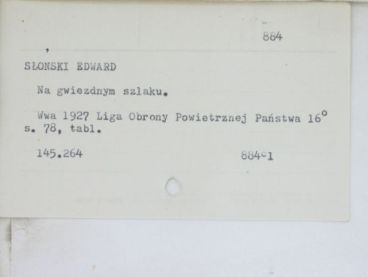 884
SŁONSKI EDWARD
Na gwiezdnym szlaku.
Wwa 1927 Liga Obrony Powietrznej Państwa 16°
s. 78, tabl.
145.264 884-1